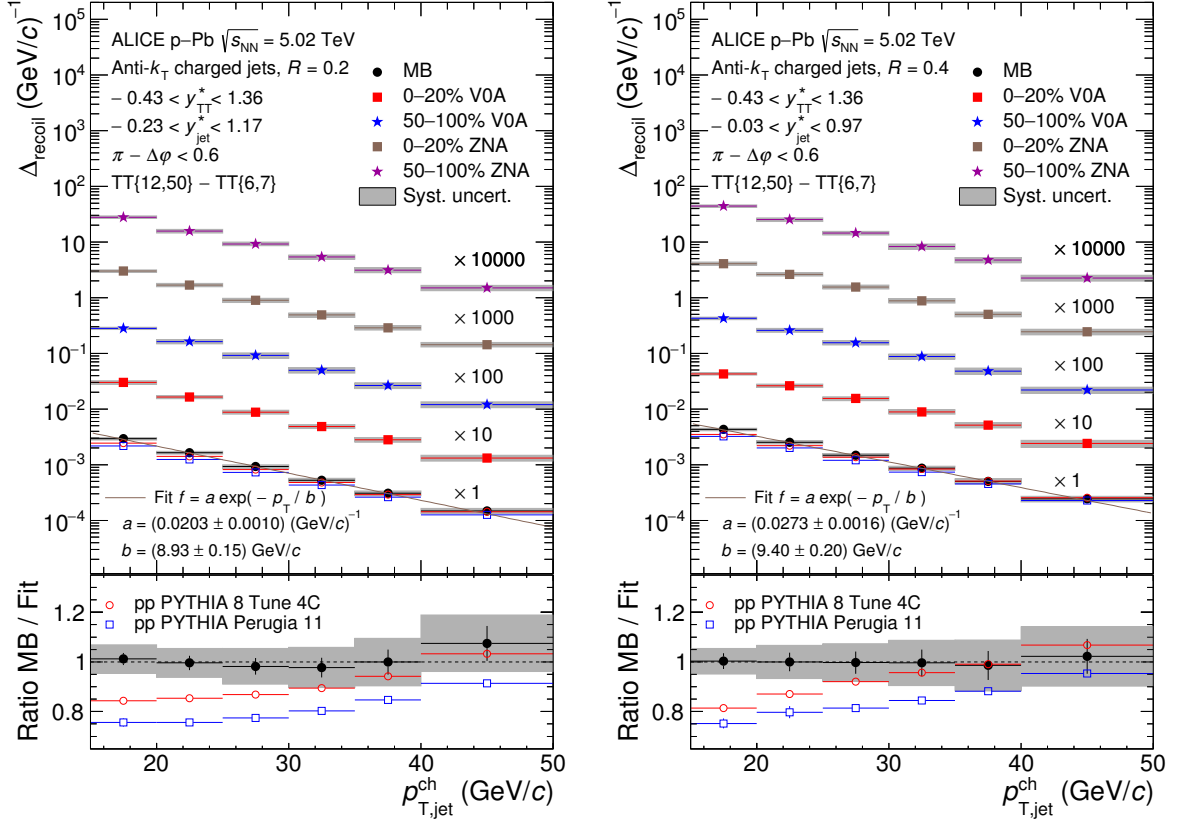 Δrecoil (GeV/c)⁻¹
10⁵
10⁴
10³
10²
10
1
10⁻¹
10⁻²
10⁻³
10⁻⁴
ALICE p–Pb √sNN = 5.02 TeV
Anti-kT charged jets, R = 0.2
− 0.43 < y*TT < 1.36
− 0.23 < y*jet < 1.17
π − Δφ < 0.6
TT{12,50} − TT{6,7}
MB
0–20% V0A
50–100% V0A
0–20% ZNA
50–100% ZNA
Syst. uncert.
× 10000
× 1000
× 100
× 10
× 1
Fit f = a exp(− pT / b)
a = (0.0203 ± 0.0010) (GeV/c)⁻¹
b = (8.93 ± 0.15) GeV/c
Ratio MB / Fit
1.2
1
0.8
pp PYTHIA 8 Tune 4C
pp PYTHIA Perugia 11
20 30 40 50
pchT,jet (GeV/c)
Δrecoil (GeV/c)⁻¹
10⁵
10⁴
10³
10²
10
1
10⁻¹
10⁻²
10⁻³
10⁻⁴
ALICE p–Pb √sNN = 5.02 TeV
Anti-kT charged jets, R = 0.4
− 0.43 < y*TT < 1.36
− 0.03 < y*jet < 0.97
π − Δφ < 0.6
TT{12,50} − TT{6,7}
MB
0–20% V0A
50–100% V0A
0–20% ZNA
50–100% ZNA
Syst. uncert.
× 10000
× 1000
× 100
× 10
× 1
Fit f = a exp(− pT / b)
a = (0.0273 ± 0.0016) (GeV/c)⁻¹
b = (9.40 ± 0.20) GeV/c
Ratio MB / Fit
1.2
1
0.8
pp PYTHIA 8 Tune 4C
pp PYTHIA Perugia 11
20 30 40 50
pchT,jet (GeV/c)